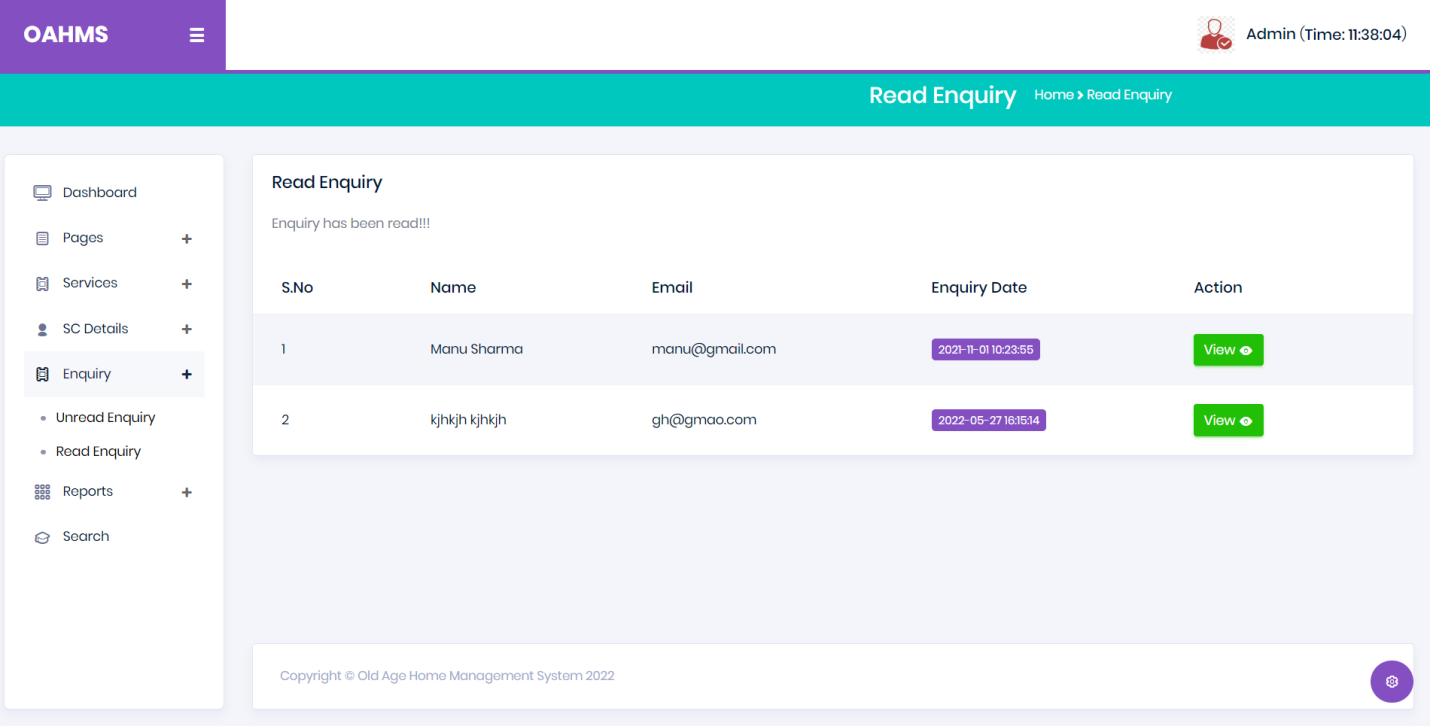 OAHMS
Admin (Time: 11:38:04)
Read Enquiry Home Read Enquiry
Dashboard
Pages +
Services +
SC Details +
Enquiry +
Unread Enquiry
Read Enquiry
Reports +
Search
Read Enquiry
Enquiry has been read!!!
S.No Name Email Enquiry Date Action
1 Manu Sharma manu@gmail.com 2021-11-01 10:23:55 View
2 kjhkjh kjhkjh gh@gmao.com 2022-05-27 16:15:14 View
Copyright © Old Age Home Management System 2022